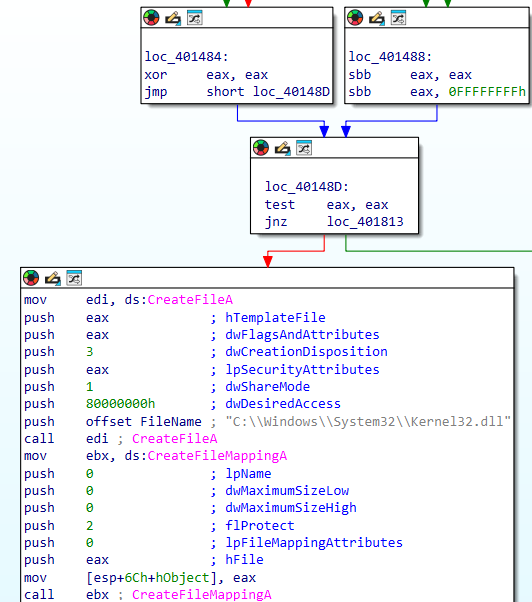 loc_401484:
xor eax, eax
jmp short loc_40148D
loc_401488:
sbb eax, eax
sbb eax, 0FFFFFFFFh
loc_40148D:
test eax, eax
jnz loc_401813
mov edi, ds:CreateFileA
push eax ; hTemplateFile
push eax ; dwFlagsAndAttributes
push 3 ; dwCreationDisposition
push eax ; lpSecurityAttributes
push 1 ; dwShareMode
push 80000000h ; dwDesiredAccess
push offset FileName ; "C:\\Windows\\System32\\Kernel32.dll"
call edi ; CreateFileA
mov ebx, ds:CreateFileMappingA
push 0 ; lpName
push 0 ; dwMaximumSizeLow
push 0 ; dwMaximumSizeHigh
push 2 ; flProtect
push 0 ; lpFileMappingAttributes
push eax ; hFile
mov [esp+6Ch+hObject], eax
call ebx ; CreateFileMappingA